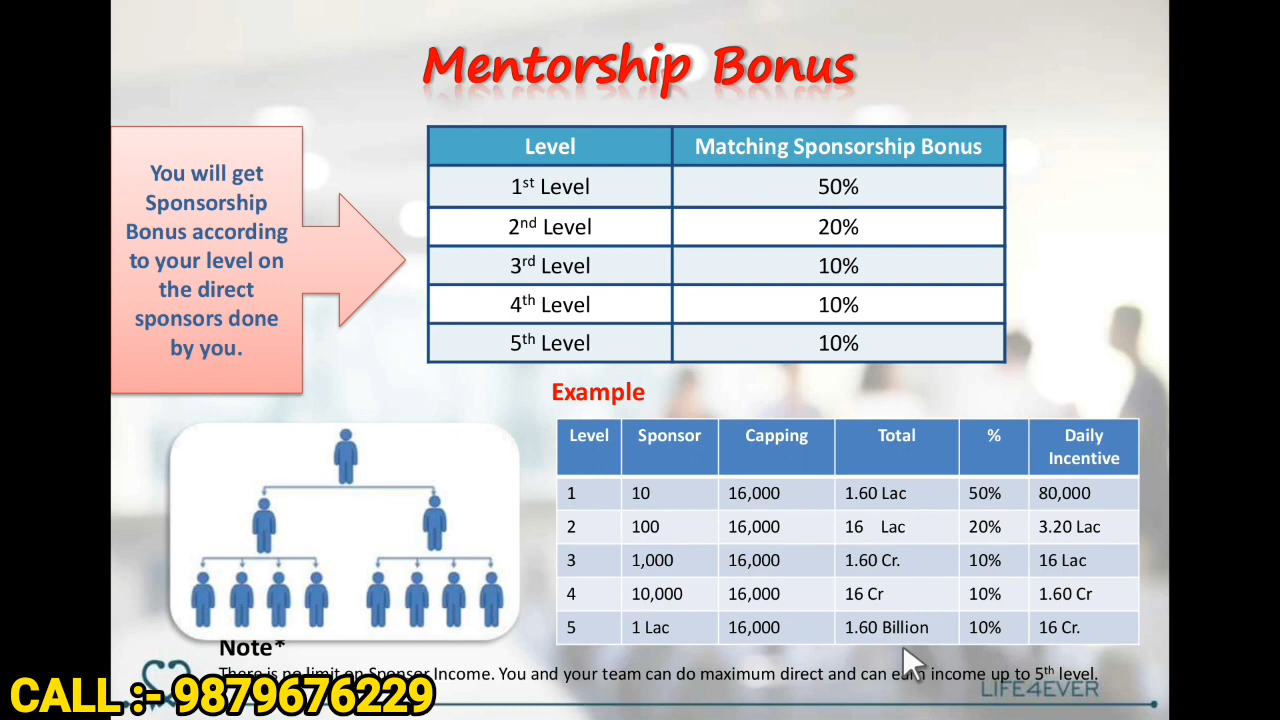 Mentorship Bonus
You will get
Sponsorship
Bonus according
to your level on
the direct
sponsors done
by you.
Level Matching Sponsorship Bonus
1st Level 50%
2nd Level 20%
3rd Level 10%
4th Level 10%
5th Level 10%
Example
Level Sponsor Capping Total % Daily Incentive
1 10 16,000 1.60 Lac 50% 80,000
2 100 16,000 16 Lac 20% 3.20 Lac
3 1,000 16,000 1.60 Cr. 10% 16 Lac
4 10,000 16,000 16 Cr 10% 1.60 Cr
5 1 Lac 16,000 1.60 Billion 10% 16 Cr.
Note*
There is no limit on Sponsor Income. You and your team can do maximum direct and can earn income up to 5th level.
LIFE4EVER
CALL :- 9879676229